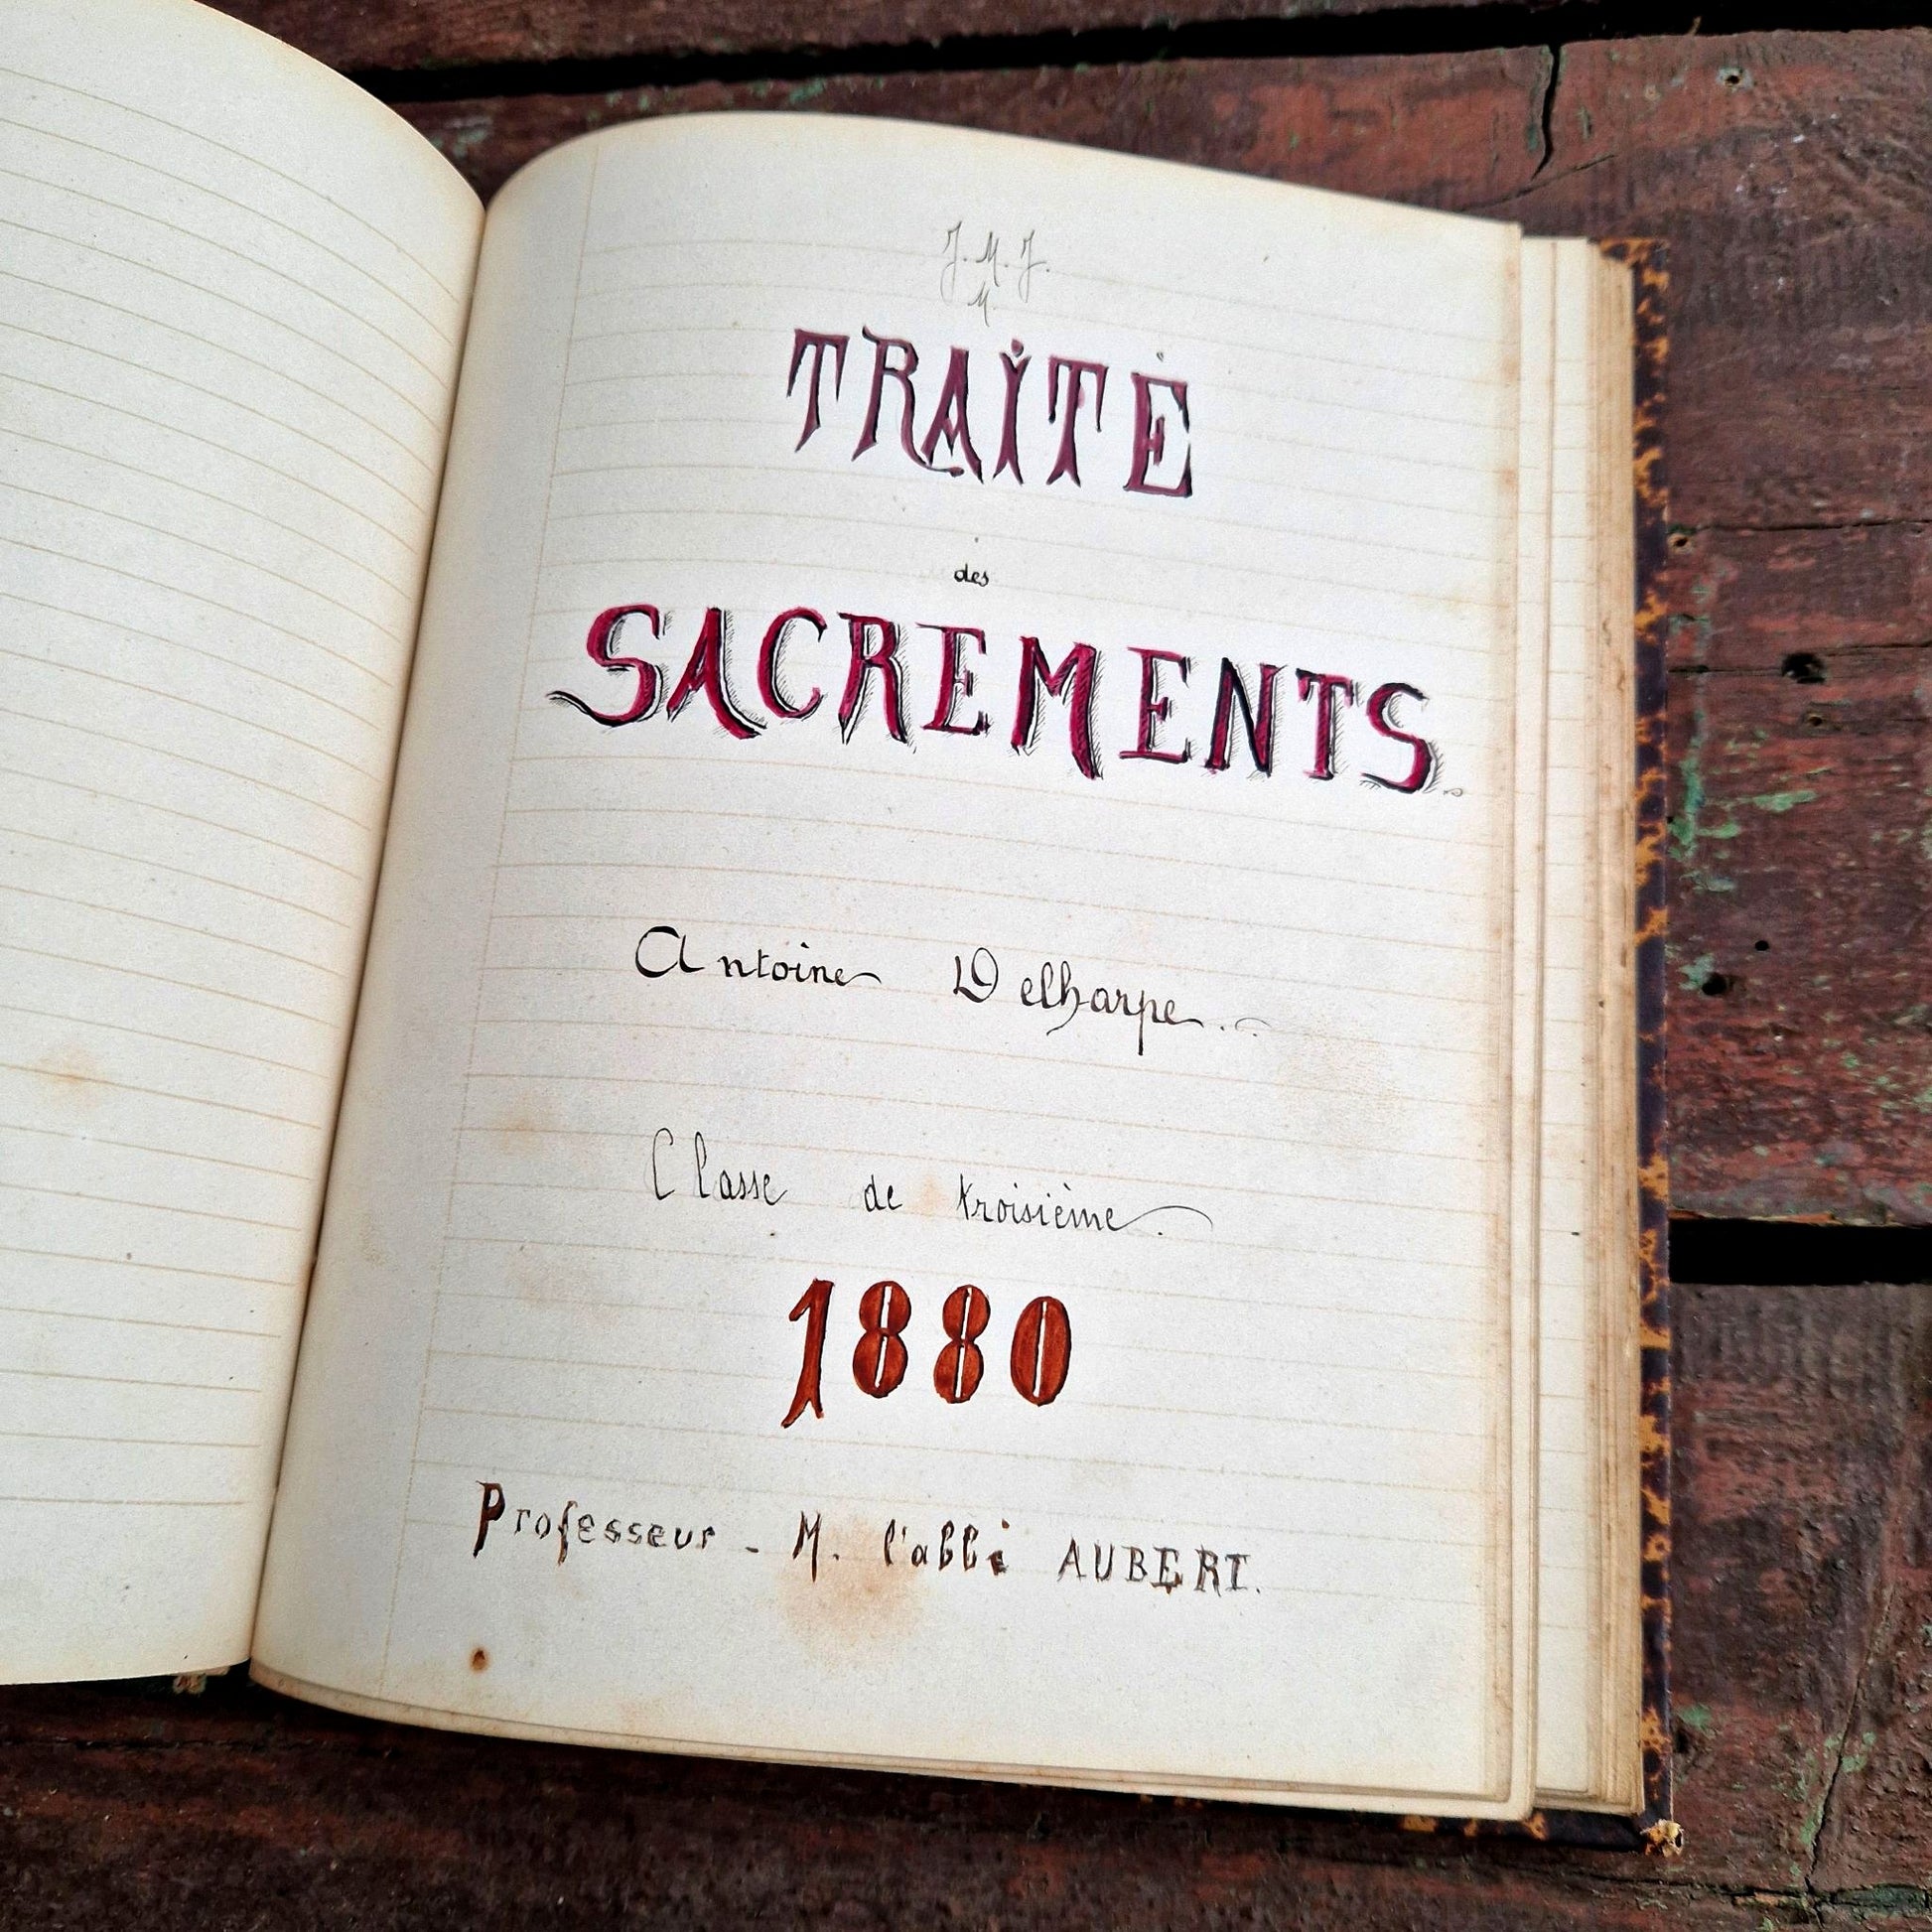 J. M. J.
M.
TRAITÉ
des
SACREMENTS.
Antoine Delharpe..
Classe de troisième.
1880
Professeur - M. l'abbé AUBERT.